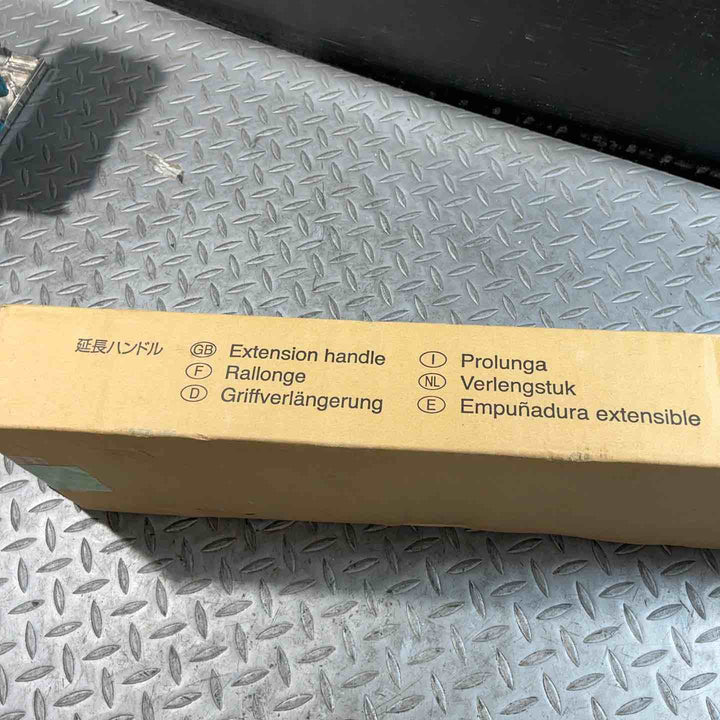 延長ハンドル
GB Extension handle
F Rallonge
D Griffverlängerung
I Prolunga
NL Verlengstuk
E Empuñadura extensible